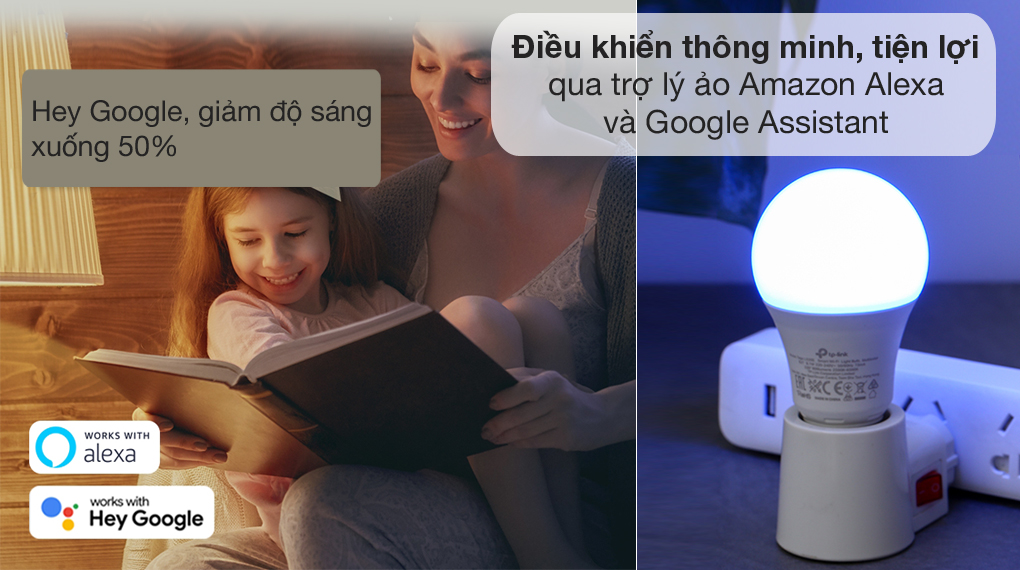 Điều khiển thông minh, tiện lợi
qua trợ lý ảo Amazon Alexa
và Google Assistant
Hey Google, giảm độ sáng
xuống 50%
WORKS WITH
alexa
works with
Hey Google
tp-link